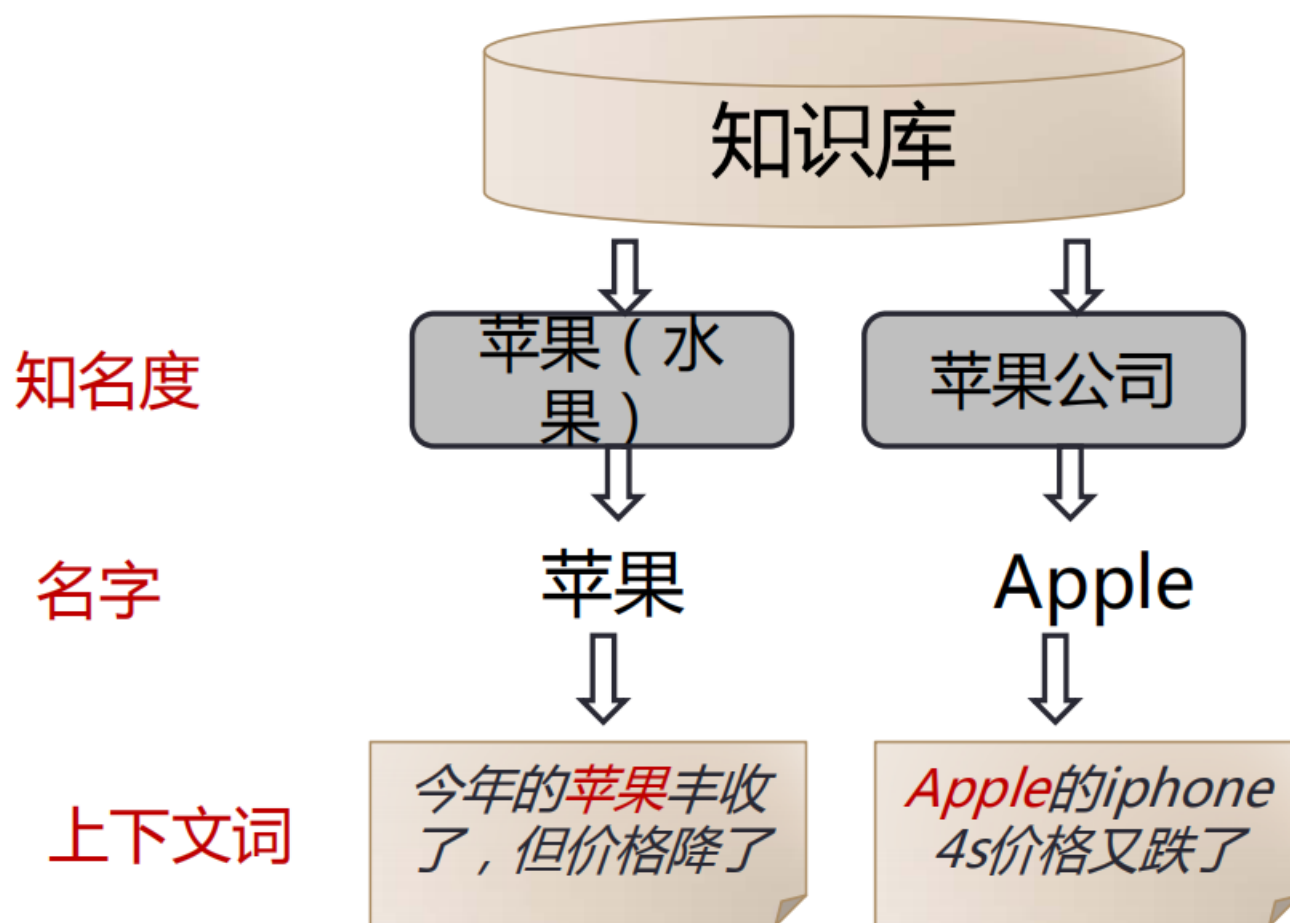 知识库
知名度
苹果（水
果）
苹果公司
名字
苹果
Apple
上下文词
今年的苹果丰收
了，但价格降了
Apple的iphone
4s价格又跌了